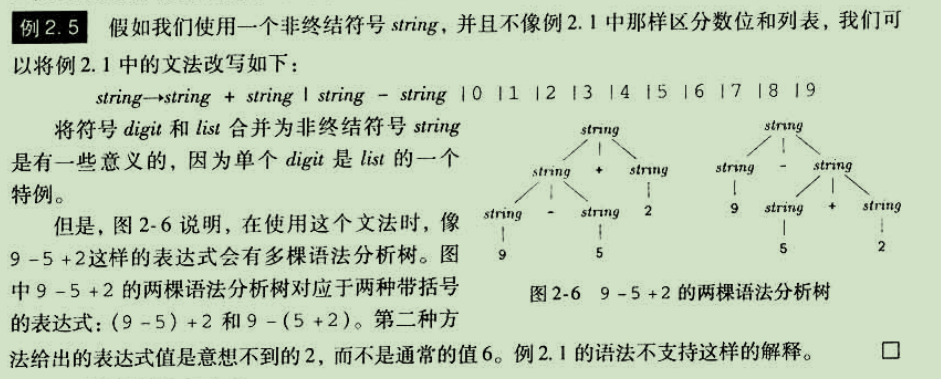 例 2.5 假如我们使用一个非终结符号 string，并且不像例 2.1 中那样区分数位和列表，我们可
以将例 2.1 中的文法改写如下：
string→string + string | string - string |0 |1 |2 |3 |4 |5 |6 |7 |8 |9
将符号 digit 和 list 合并为非终结符号 string
是有一些意义的，因为单个 digit 是 list 的一个
特例。
但是，图 2-6 说明，在使用这个文法时，像
9 -5 +2这样的表达式会有多棵语法分析树。图
中 9 -5 +2 的两棵语法分析树对应于两种带括号
的表达式：(9 -5) +2 和 9 -(5 +2)。第二种方
法给出的表达式值是意想不到的 2，而不是通常的值 6。例 2.1 的语法不支持这样的解释。 □
string
string + string
string - string 2
9 5
string
string - string
9 string + string
5 2
图 2-6 9 -5 +2 的两棵语法分析树